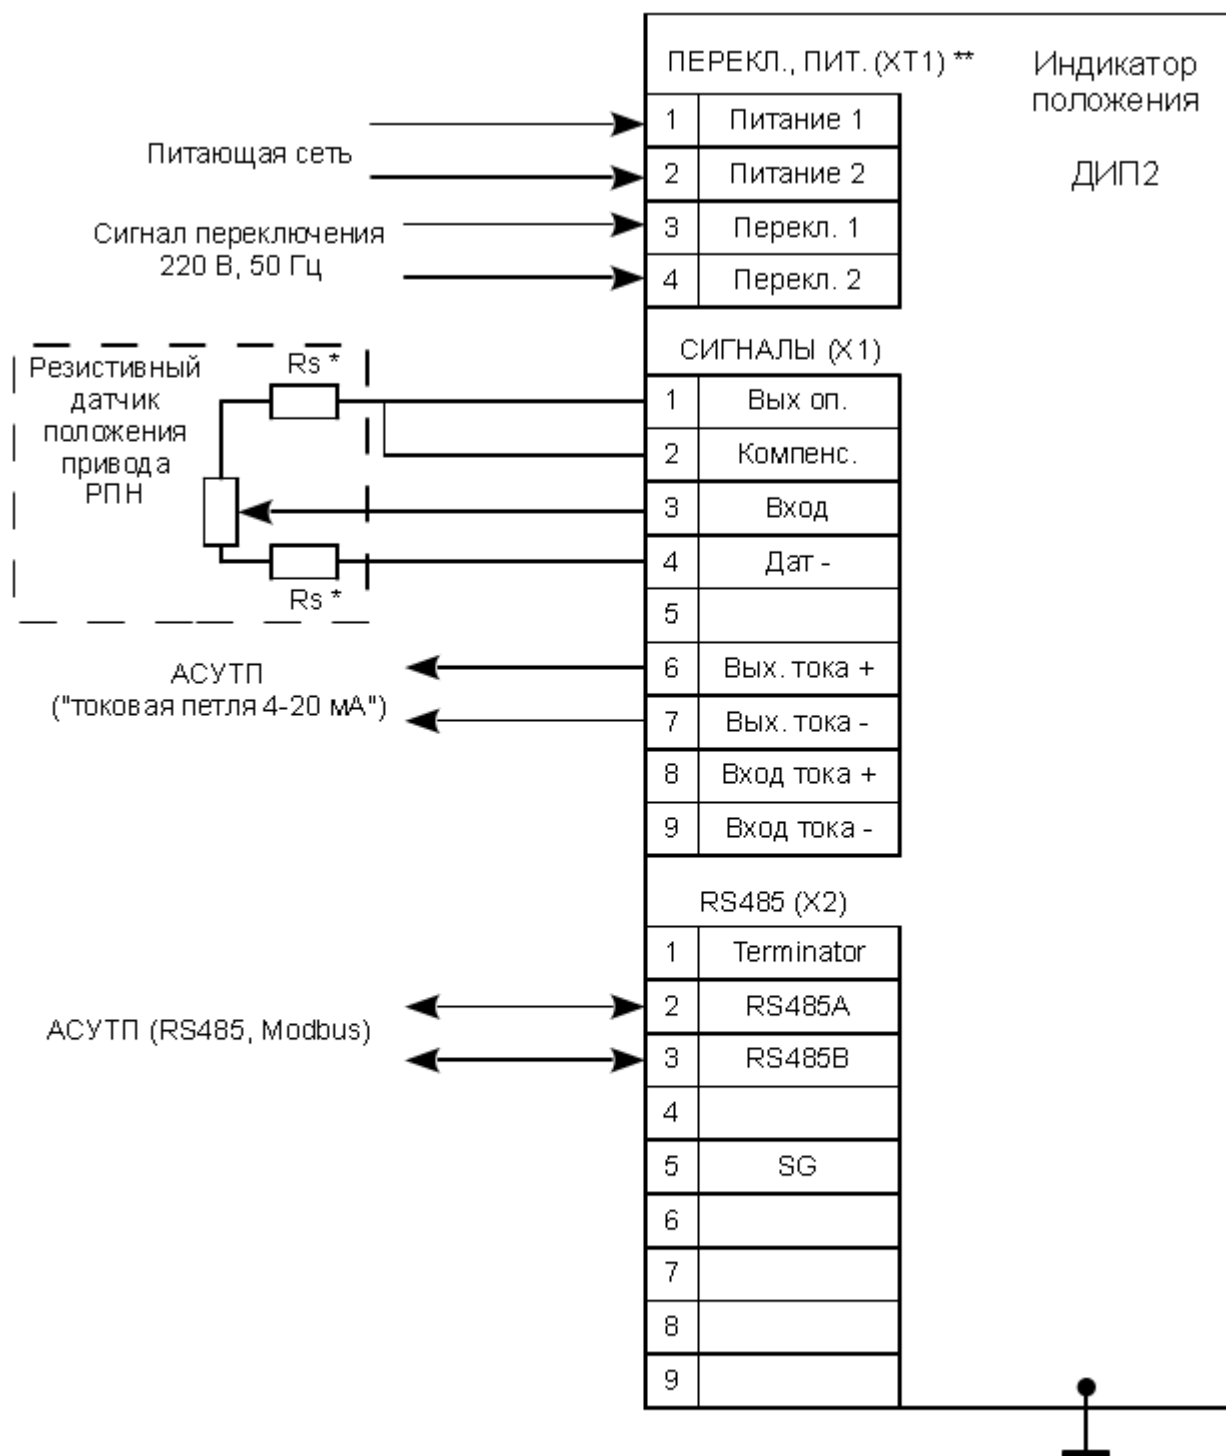 ПЕРЕКЛ., ПИТ. (XT1) **
Индикатор
положения
ДИП2
Питающая сеть
1 Питание 1
2 Питание 2
Сигнал переключения
220 В, 50 Гц
3 Перекл. 1
4 Перекл. 2
СИГНАЛЫ (X1)
Резистивный
датчик
положения
привода
РПН
Rs *
Rs *
1 Вых оп.
2 Компенс.
3 Вход
4 Дат -
5
АСУТП
("токовая петля 4-20 мА")
6 Вых. тока +
7 Вых. тока -
8 Вход тока +
9 Вход тока -
RS485 (X2)
1 Terminator
АСУТП (RS485, Modbus)
2 RS485A
3 RS485B
4
5 SG
6
7
8
9